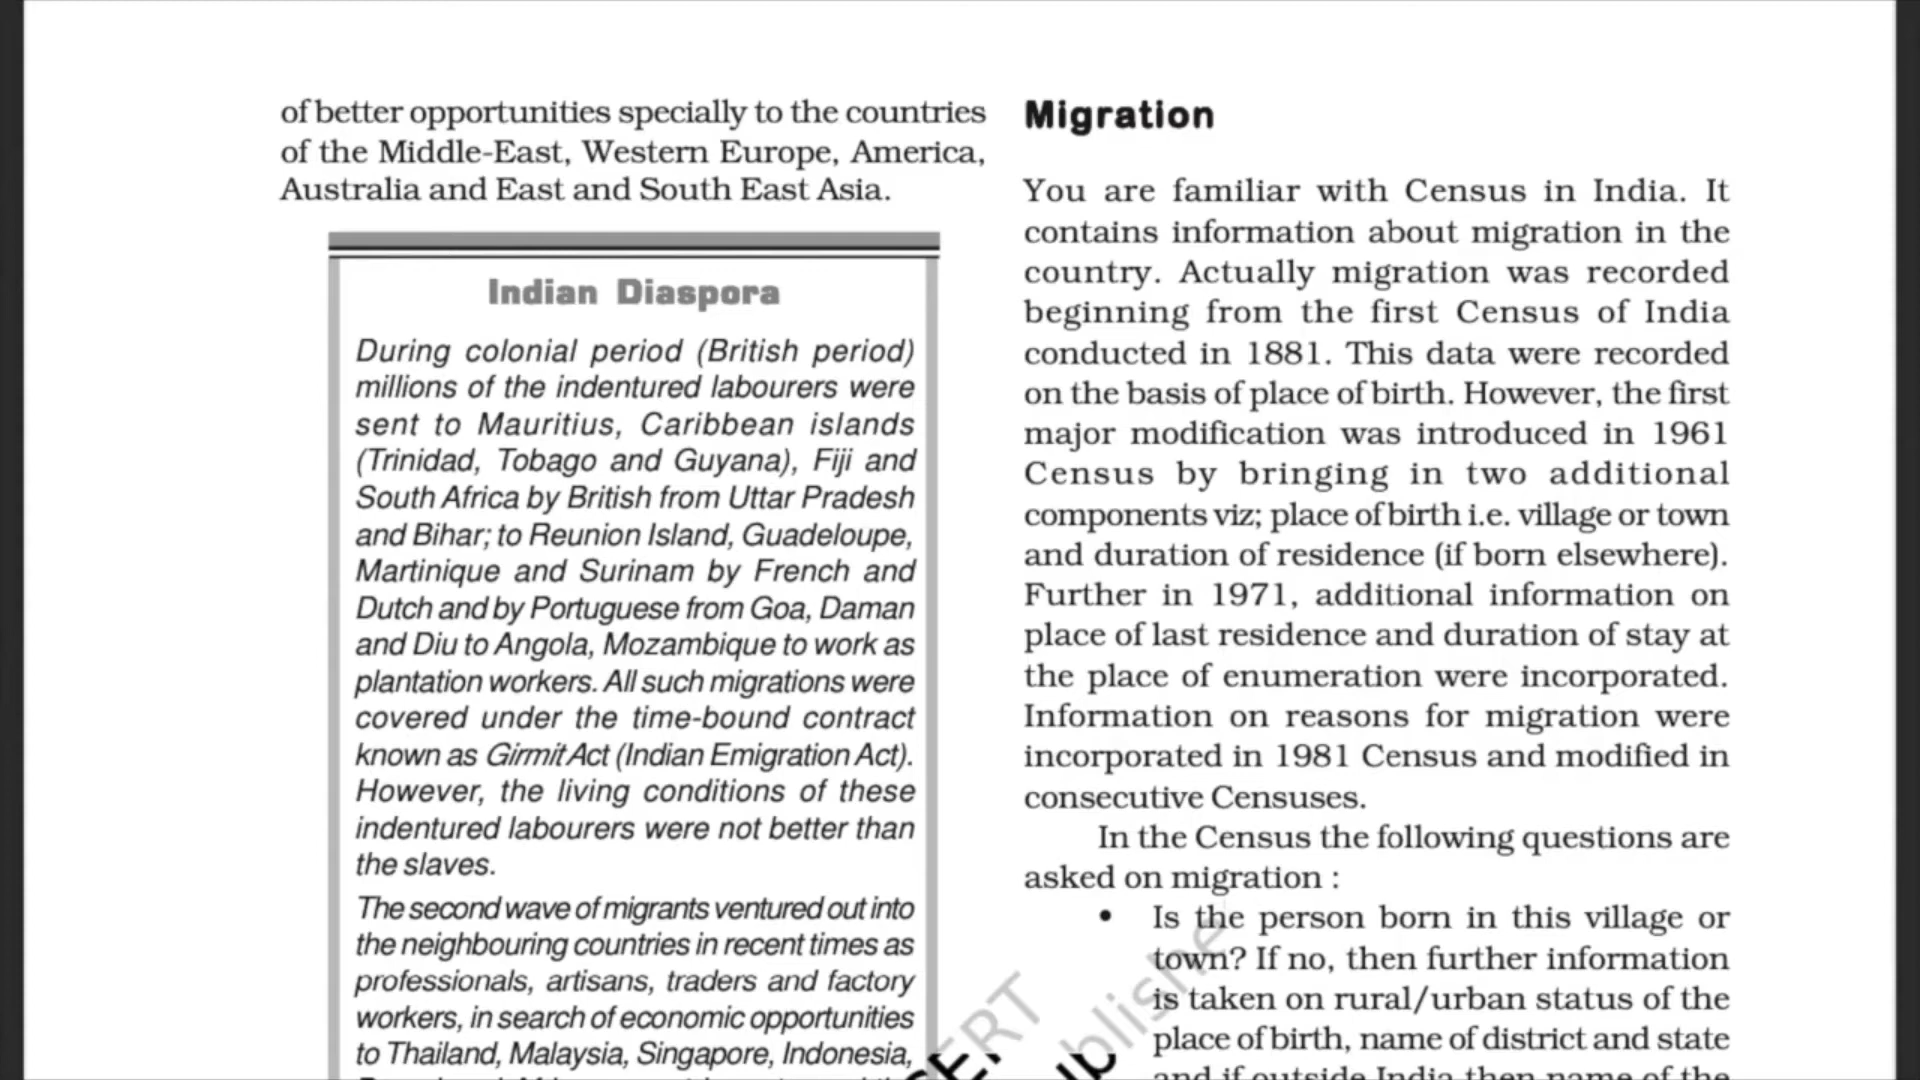 of better opportunities specially to the countries
of the Middle-East, Western Europe, America,
Australia and East and South East Asia.
Indian Diaspora
During colonial period (British period)
millions of the indentured labourers were
sent to Mauritius, Caribbean islands
(Trinidad, Tobago and Guyana), Fiji and
South Africa by British from Uttar Pradesh
and Bihar; to Reunion Island, Guadeloupe,
Martinique and Surinam by French and
Dutch and by Portuguese from Goa, Daman
and Diu to Angola, Mozambique to work as
plantation workers. All such migrations were
covered under the time-bound contract
known as Girmit Act (Indian Emigration Act).
However, the living conditions of these
indentured labourers were not better than
the slaves.
The second wave of migrants ventured out into
the neighbouring countries in recent times as
professionals, artisans, traders and factory
workers, in search of economic opportunities
to Thailand, Malaysia, Singapore, Indonesia,
Migration
You are familiar with Census in India. It
contains information about migration in the
country. Actually migration was recorded
beginning from the first Census of India
conducted in 1881. This data were recorded
on the basis of place of birth. However, the first
major modification was introduced in 1961
Census by bringing in two additional
components viz; place of birth i.e. village or town
and duration of residence (if born elsewhere).
Further in 1971, additional information on
place of last residence and duration of stay at
the place of enumeration were incorporated.
Information on reasons for migration were
incorporated in 1981 Census and modified in
consecutive Censuses.
In the Census the following questions are
asked on migration :
• Is the person born in this village or
town? If no, then further information
is taken on rural/urban status of the
place of birth, name of district and state
and if outside India then name of the